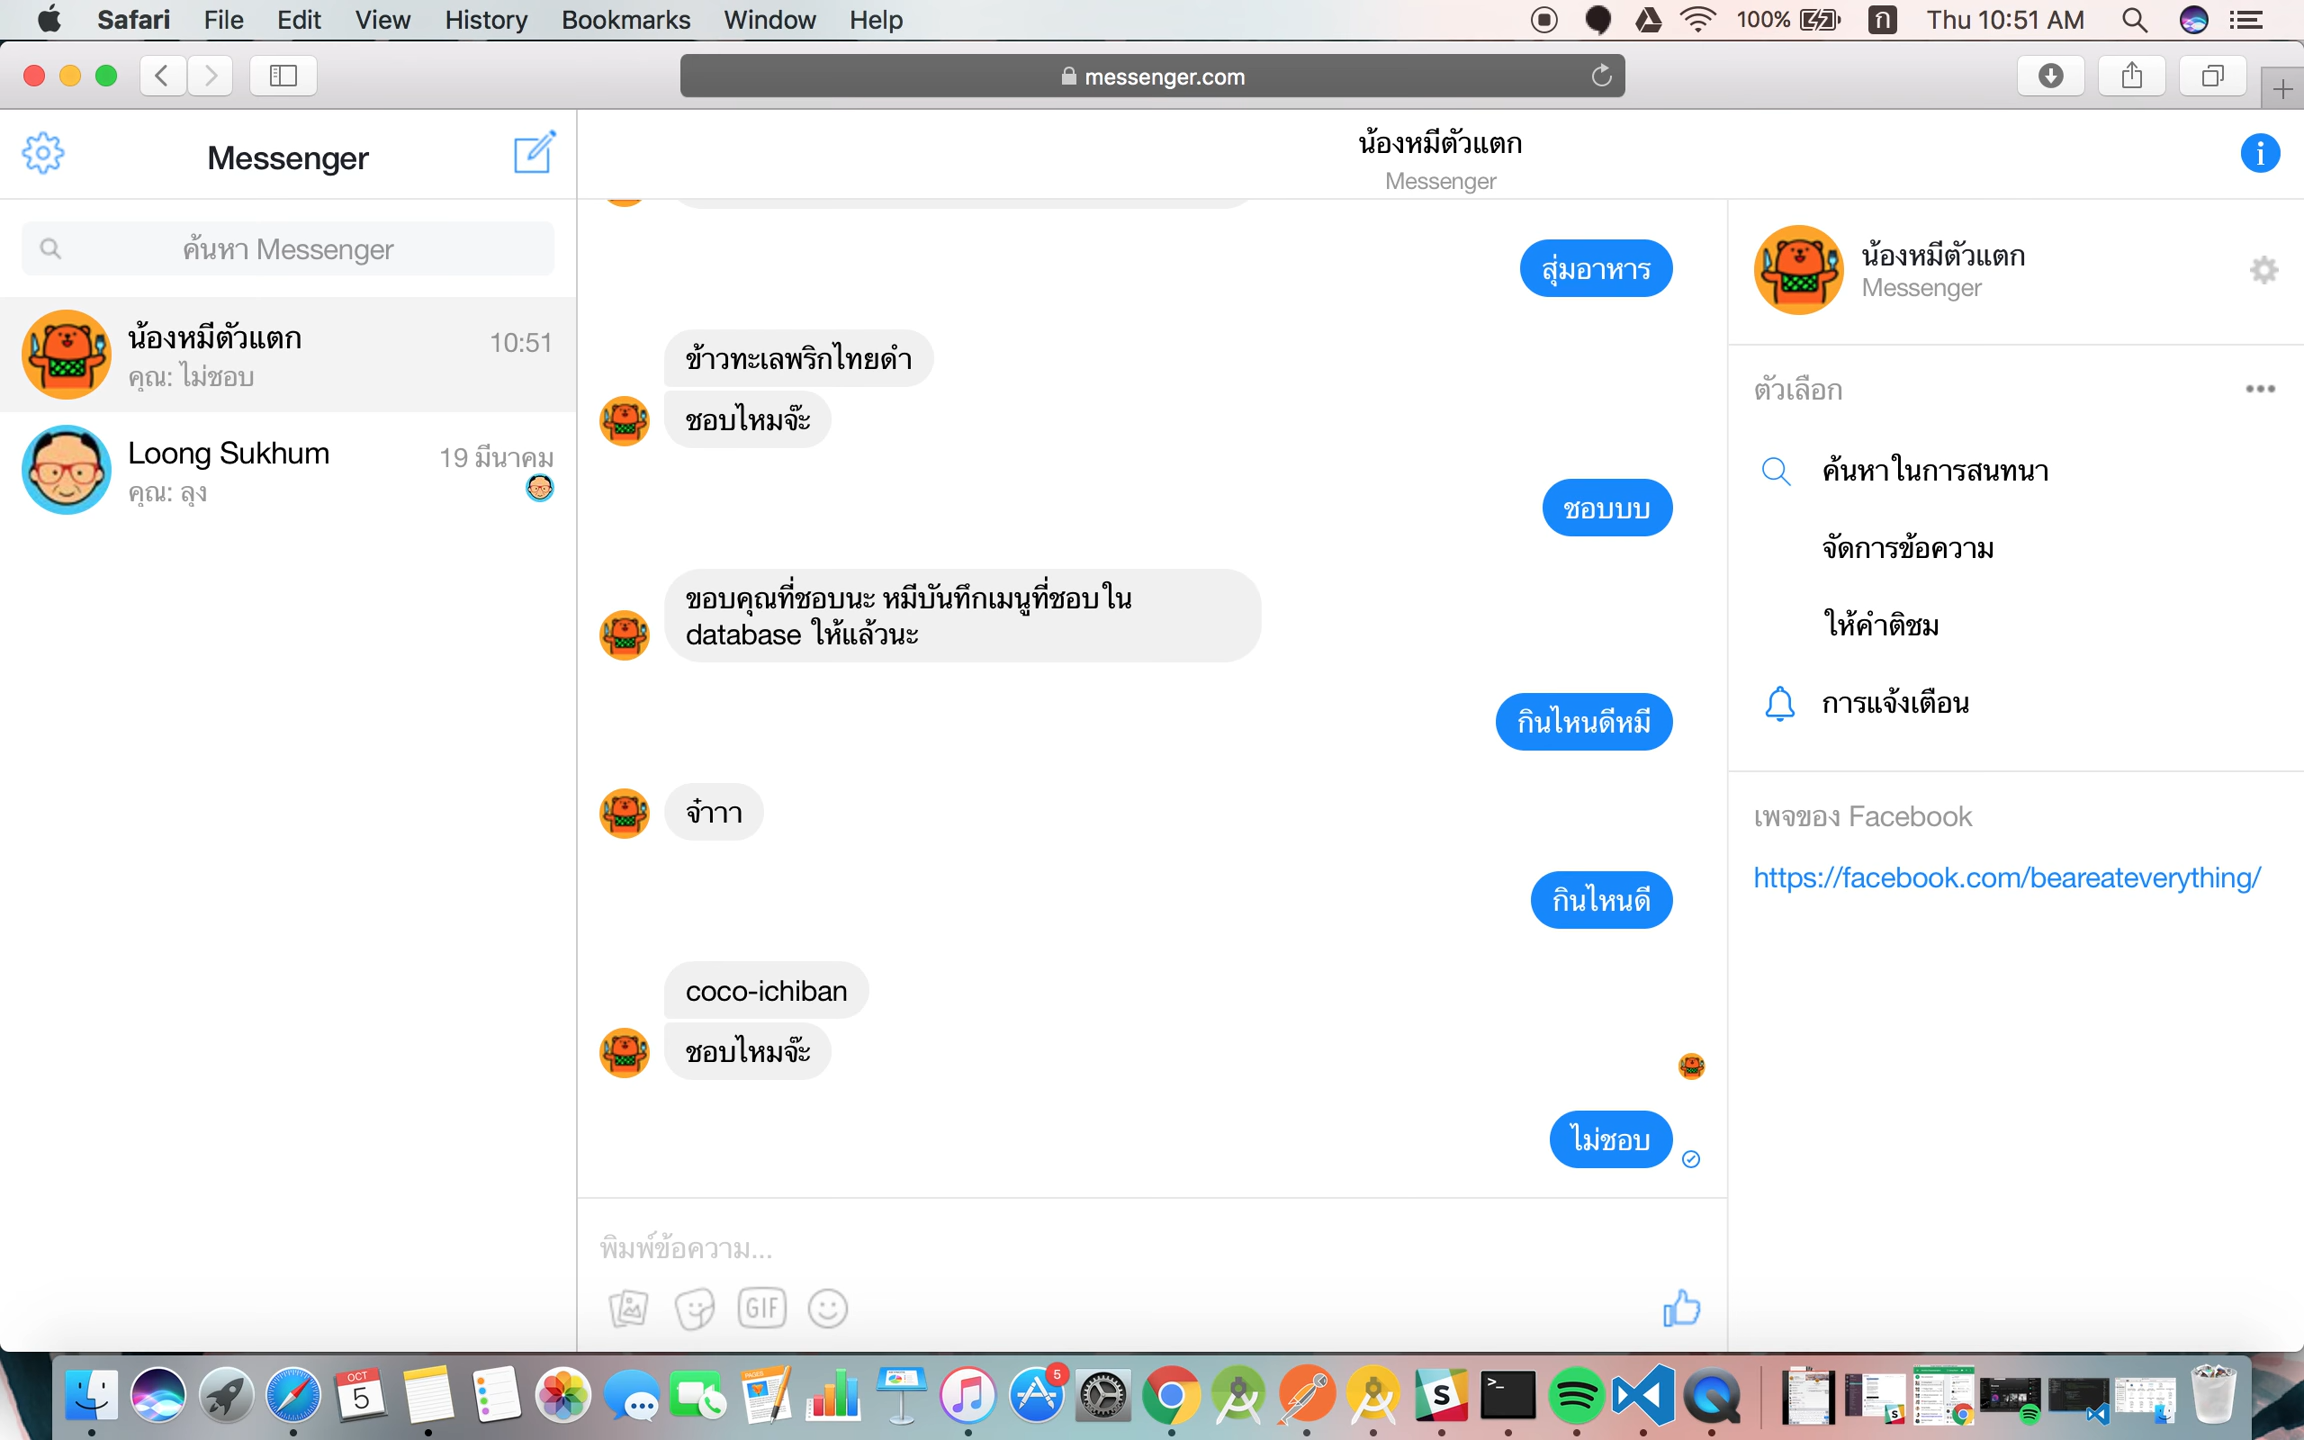 Safari File Edit View History Bookmarks Window Help 100% ก Thu 10:51 AM
messenger.com
Messenger
น้องหมีตัวแตก
Messenger
ค้นหา Messenger
น้องหมีตัวแตก 10:51
คุณ: ไม่ชอบ
Loong Sukhum 19 มีนาคม
คุณ: ลุง
สุ่มอาหาร
ข้าวทะเลพริกไทยดำ
ชอบไหมจ๊ะ
ชอบบบ
ขอบคุณที่ชอบนะ หมีบันทึกเมนูที่ชอบใน
database ให้แล้วนะ
กินไหนดีหมี
จ๋าาา
กินไหนดี
coco-ichiban
ชอบไหมจ๊ะ
ไม่ชอบ
พิมพ์ข้อความ...
GIF
น้องหมีตัวแตก
Messenger
ตัวเลือก
ค้นหาในการสนทนา
จัดการข้อความ
ให้คำติชม
การแจ้งเตือน
เพจของ Facebook
https://facebook.com/beareateverything/
OCT
5
PAGES
5
S